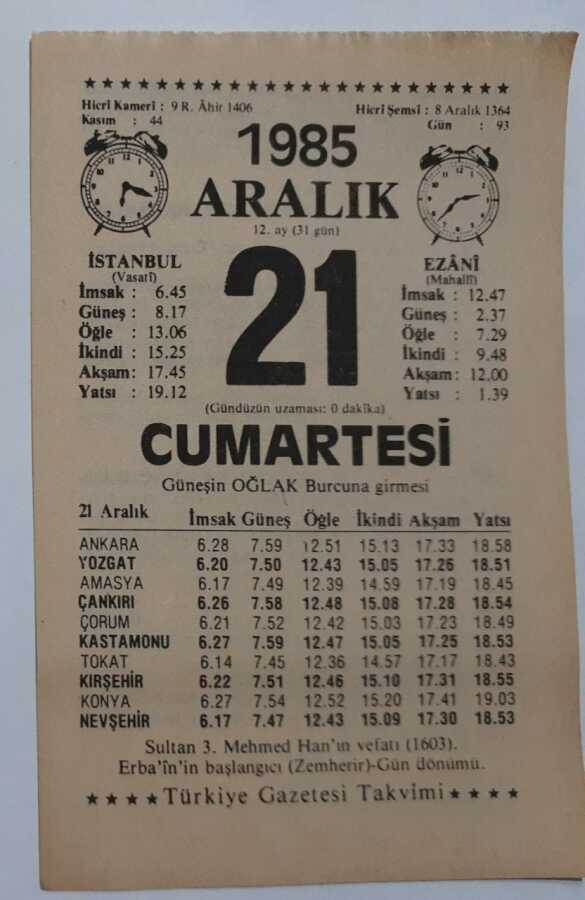 ★ ★ ★ ★ ★ ★ ★ ★ ★ ★ ★ ★ ★ ★ ★ ★ ★ ★ ★ ★ ★ ★
Hicrî Kamerî : 9 R. Âhir 1406
Kasım : 44
Hicrî Şemsî : 8 Aralık 1364
Gün : 93
1985
ARALIK
12. ay (31 gün)
21
İSTANBUL
(Vasatî)
İmsak : 6.45
Güneş : 8.17
Öğle : 13.06
İkindi : 15.25
Akşam: 17.45
Yatsı : 19.12
EZÂNÎ
(Mahallî)
İmsak : 12.47
Güneş : 2.37
Öğle : 7.29
İkindi : 9.48
Akşam: 12.00
Yatsı : 1.39
(Gündüzün uzaması: 0 dakîka)
CUMARTESİ
Güneşin OĞLAK Burcuna girmesi
21 Aralık İmsak Güneş Öğle İkindi Akşam Yatsı
ANKARA 6.28 7.59 12.51 15.13 17.33 18.58
YOZGAT 6.20 7.50 12.43 15.05 17.26 18.51
AMASYA 6.17 7.49 12.39 14.59 17.19 18.45
ÇANKIRI 6.26 7.58 12.48 15.08 17.28 18.54
ÇORUM 6.21 7.52 12.42 15.03 17.23 18.49
KASTAMONU 6.27 7.59 12.47 15.05 17.25 18.53
TOKAT 6.14 7.45 12.36 14.57 17.17 18.43
KIRŞEHİR 6.22 7.51 12.46 15.10 17.31 18.55
KONYA 6.27 7.54 12.52 15.20 17.41 19.03
NEVŞEHİR 6.17 7.47 12.43 15.09 17.30 18.53
Sultan 3. Mehmed Han'ın vefatı (1603).
Erba'în'in başlangıcı (Zemherir)-Gün dönümü.
★ ★ ★ ★ Türkiye Gazetesi Takvimi ★ ★ ★ ★